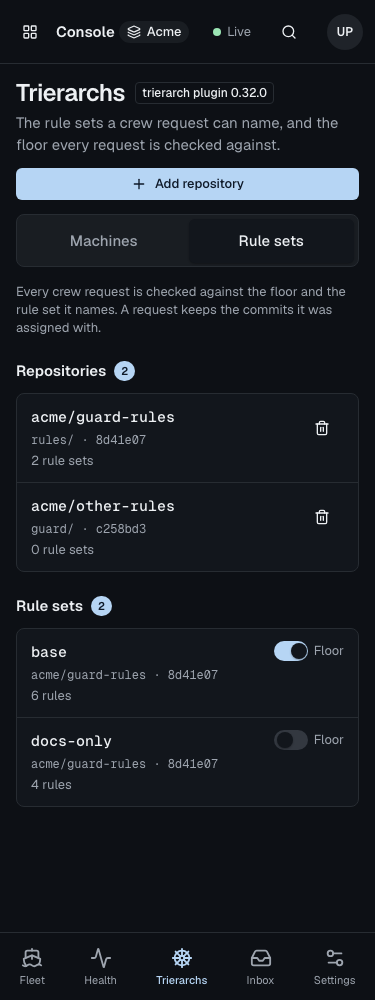 Console Acme Live UP
Trierarchs trierarch plugin 0.32.0
The rule sets a crew request can name, and the
floor every request is checked against.
Add repository
Machines Rule sets
Every crew request is checked against the floor and the
rule set it names. A request keeps the commits it was
assigned with.
Repositories 2
acme/guard-rules
rules/ · 8d41e07
2 rule sets
acme/other-rules
guard/ · c258bd3
0 rule sets
Rule sets 2
base Floor
acme/guard-rules · 8d41e07
6 rules
docs-only Floor
acme/guard-rules · 8d41e07
4 rules
Fleet Health Trierarchs Inbox Settings